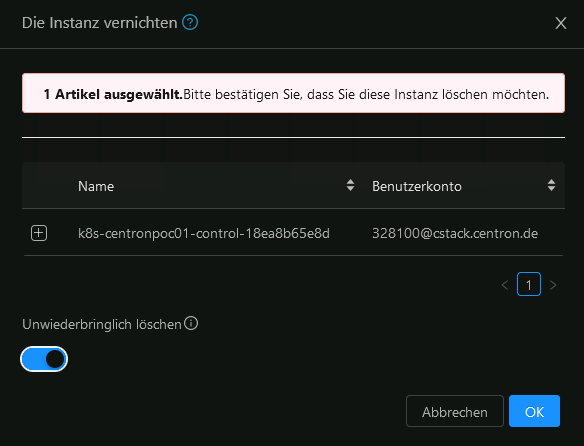 Die Instanz vernichten
1 Artikel ausgewählt.Bitte bestätigen Sie, dass Sie diese Instanz löschen möchten.
Name Benutzerkonto
k8s-centronpoc01-control-18ea8b65e8d 328100@cstack.centron.de
1
Unwiederbringlich löschen
Abbrechen OK